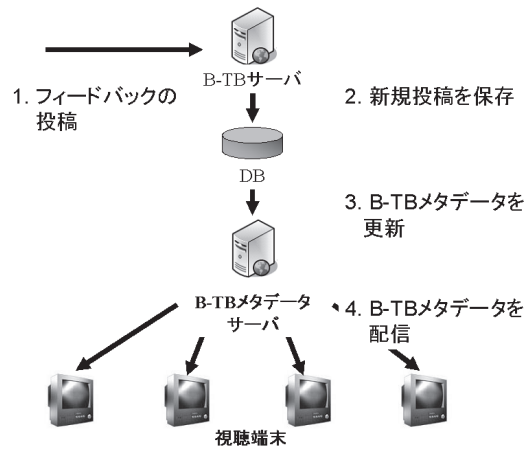 B-TBサーバ
1. フィードバックの
投稿
2. 新規投稿を保存
DB
3. B-TBメタデータを
更新
B-TBメタデータ
サーバ
4. B-TBメタデータを
配信
視聴端末